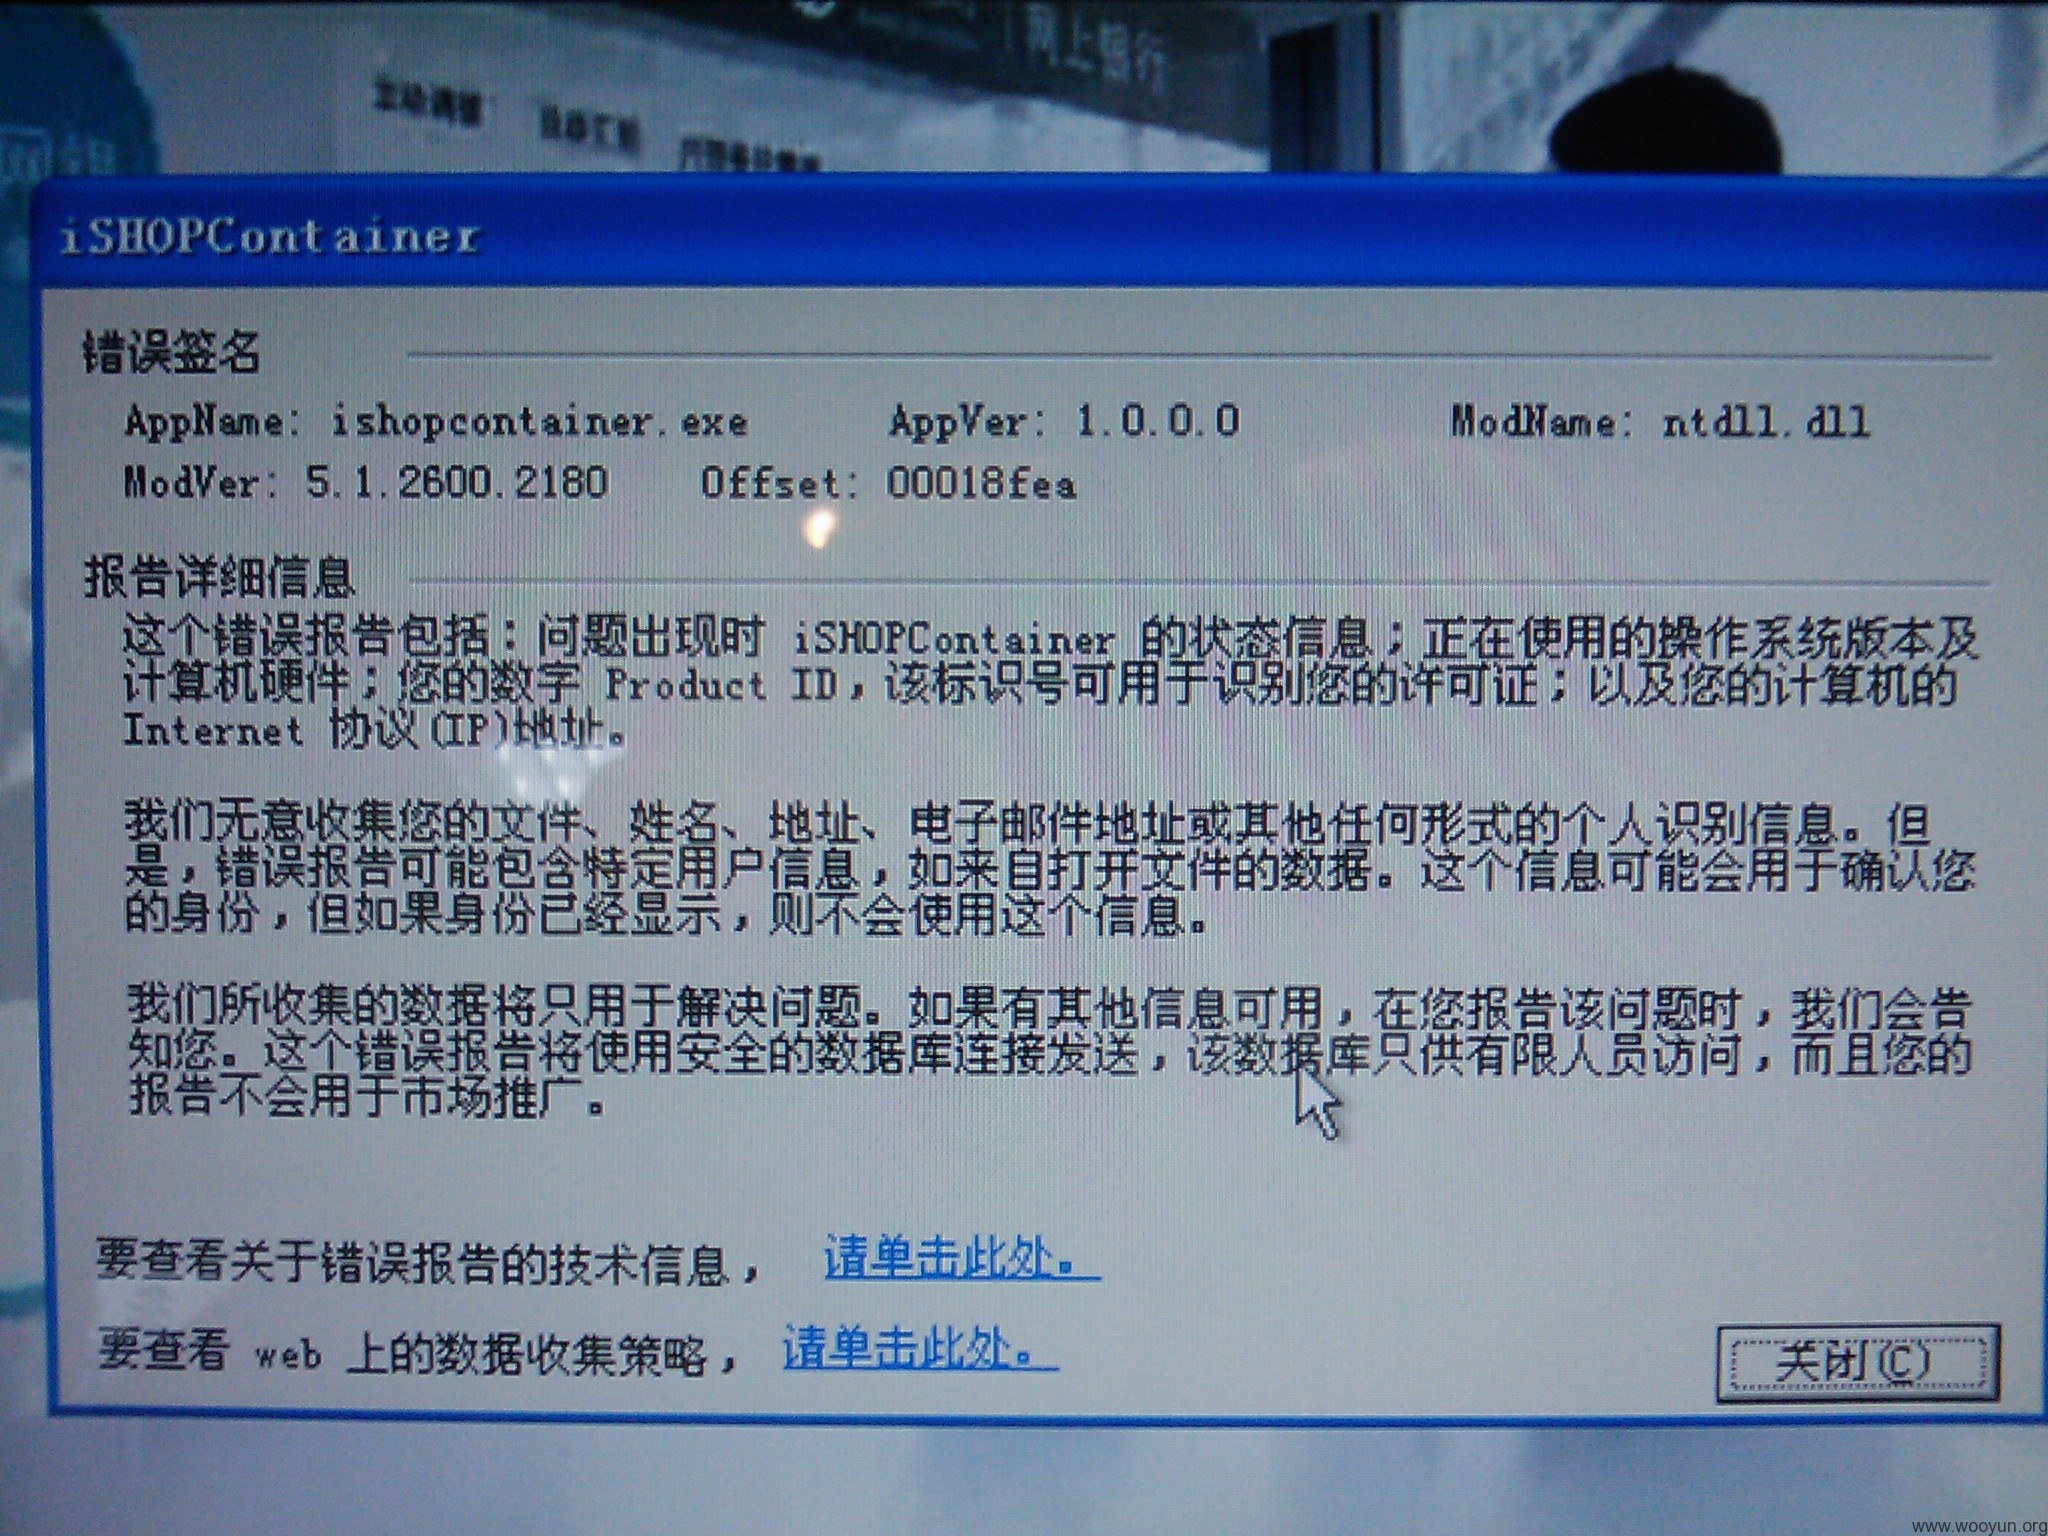 网上银行
主动调整
iSHOPContainer
错误签名
AppName: ishopcontainer.exe AppVer: 1.0.0.0 ModName: ntdll.dll
ModVer: 5.1.2600.2180 Offset: 00018fea
报告详细信息
这个错误报告包括：问题出现时 iSHOPContainer 的状态信息；正在使用的操作系统版本及
计算机硬件；您的数字 Product ID，该标识号可用于识别您的许可证；以及您的计算机的
Internet 协议(IP)地址。
我们无意收集您的文件、姓名、地址、电子邮件地址或其他任何形式的个人识别信息。但
是，错误报告可能包含特定用户信息，如来自打开文件的数据。这个信息可能会用于确认您
的身份，但如果身份已经显示，则不会使用这个信息。
我们所收集的数据将只用于解决问题。如果有其他信息可用，在您报告该问题时，我们会告
知您。这个错误报告将使用安全的数据库连接发送，该数据库只供有限人员访问，而且您的
报告不会用于市场推广。
要查看关于错误报告的技术信息，请单击此处。
要查看 web 上的数据收集策略，请单击此处。
关闭(C)
www.wooyun.org